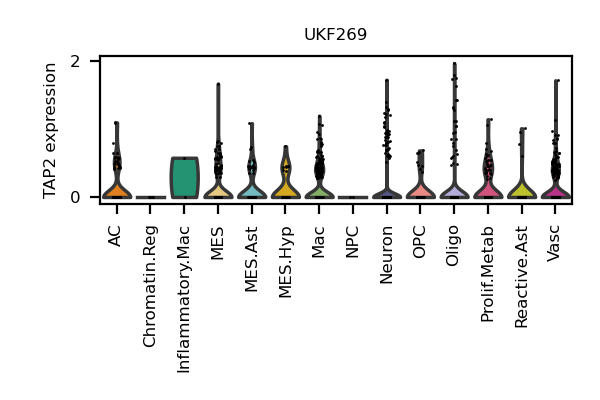 UKF269
TAP2 expression
2
0
AC
Chromatin.Reg
Inflammatory.Mac
MES
MES.Ast
MES.Hyp
Mac
NPC
Neuron
OPC
Oligo
Prolif.Metab
Reactive.Ast
Vasc